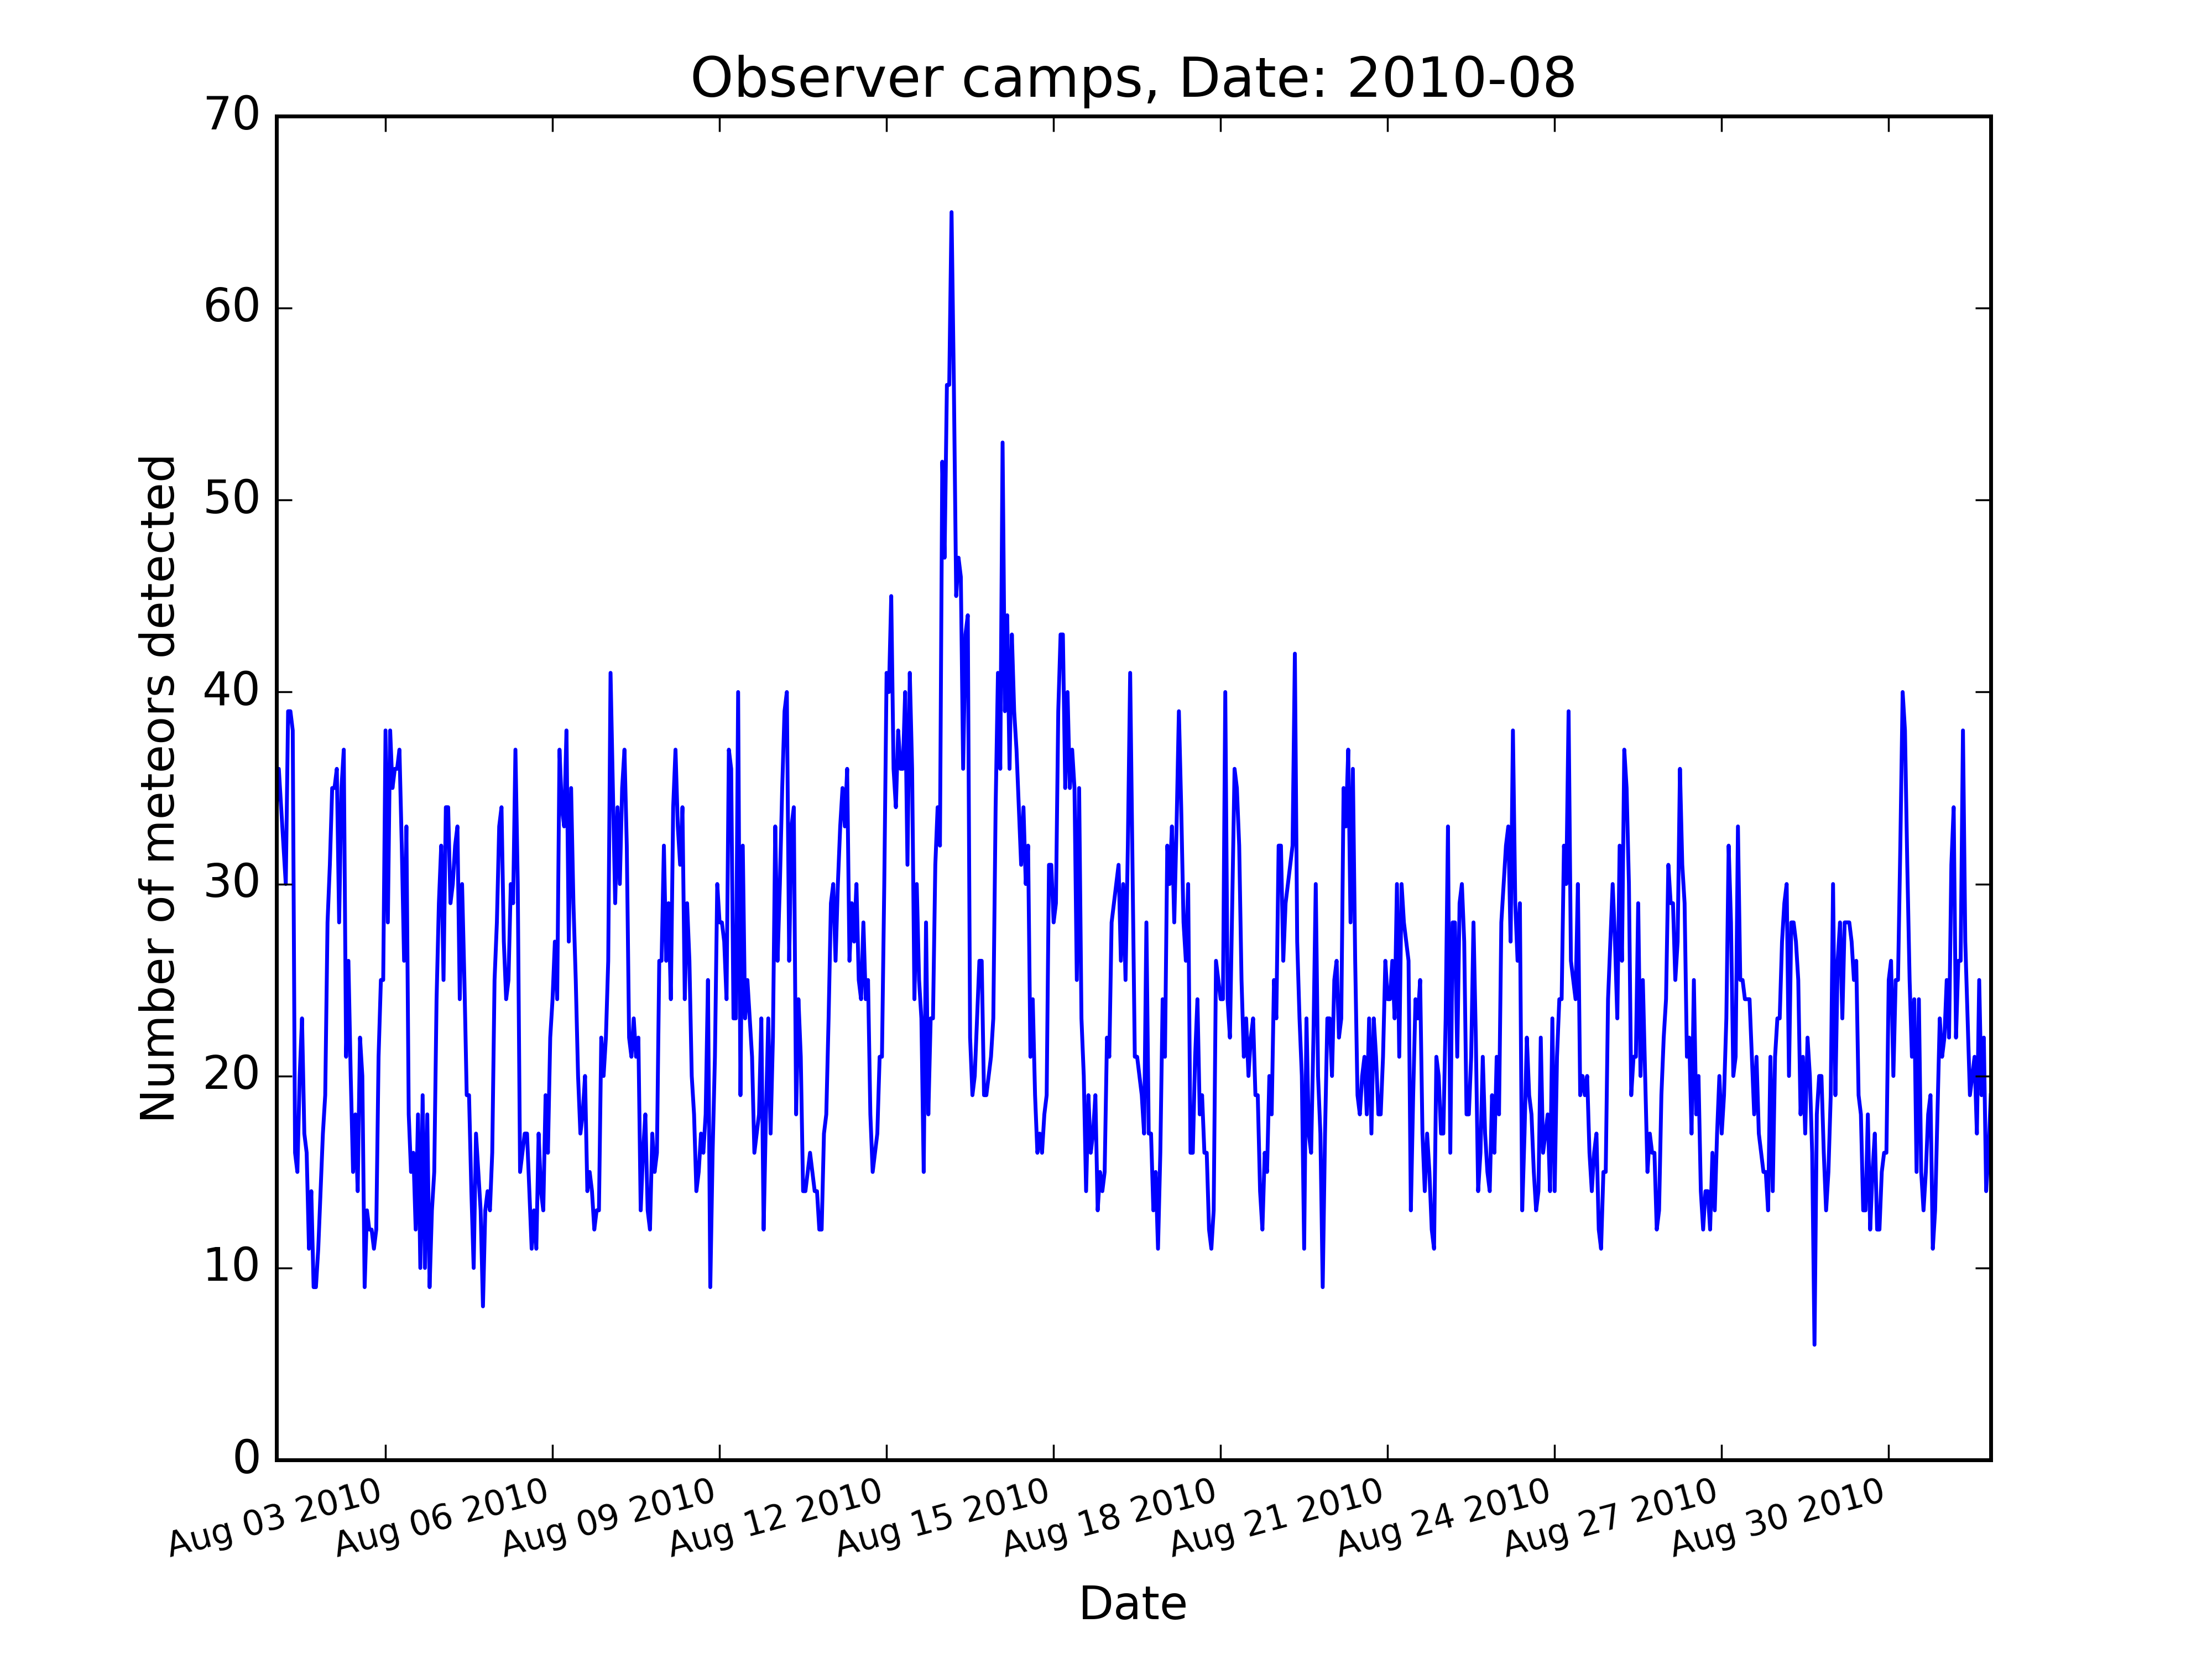 Observer camps, Date: 2010-08
Number of meteors detected
70
60
50
40
30
20
10
0
Aug 03 2010
Aug 06 2010
Aug 09 2010
Aug 12 2010
Aug 15 2010
Aug 18 2010
Aug 21 2010
Aug 24 2010
Aug 27 2010
Aug 30 2010
Date